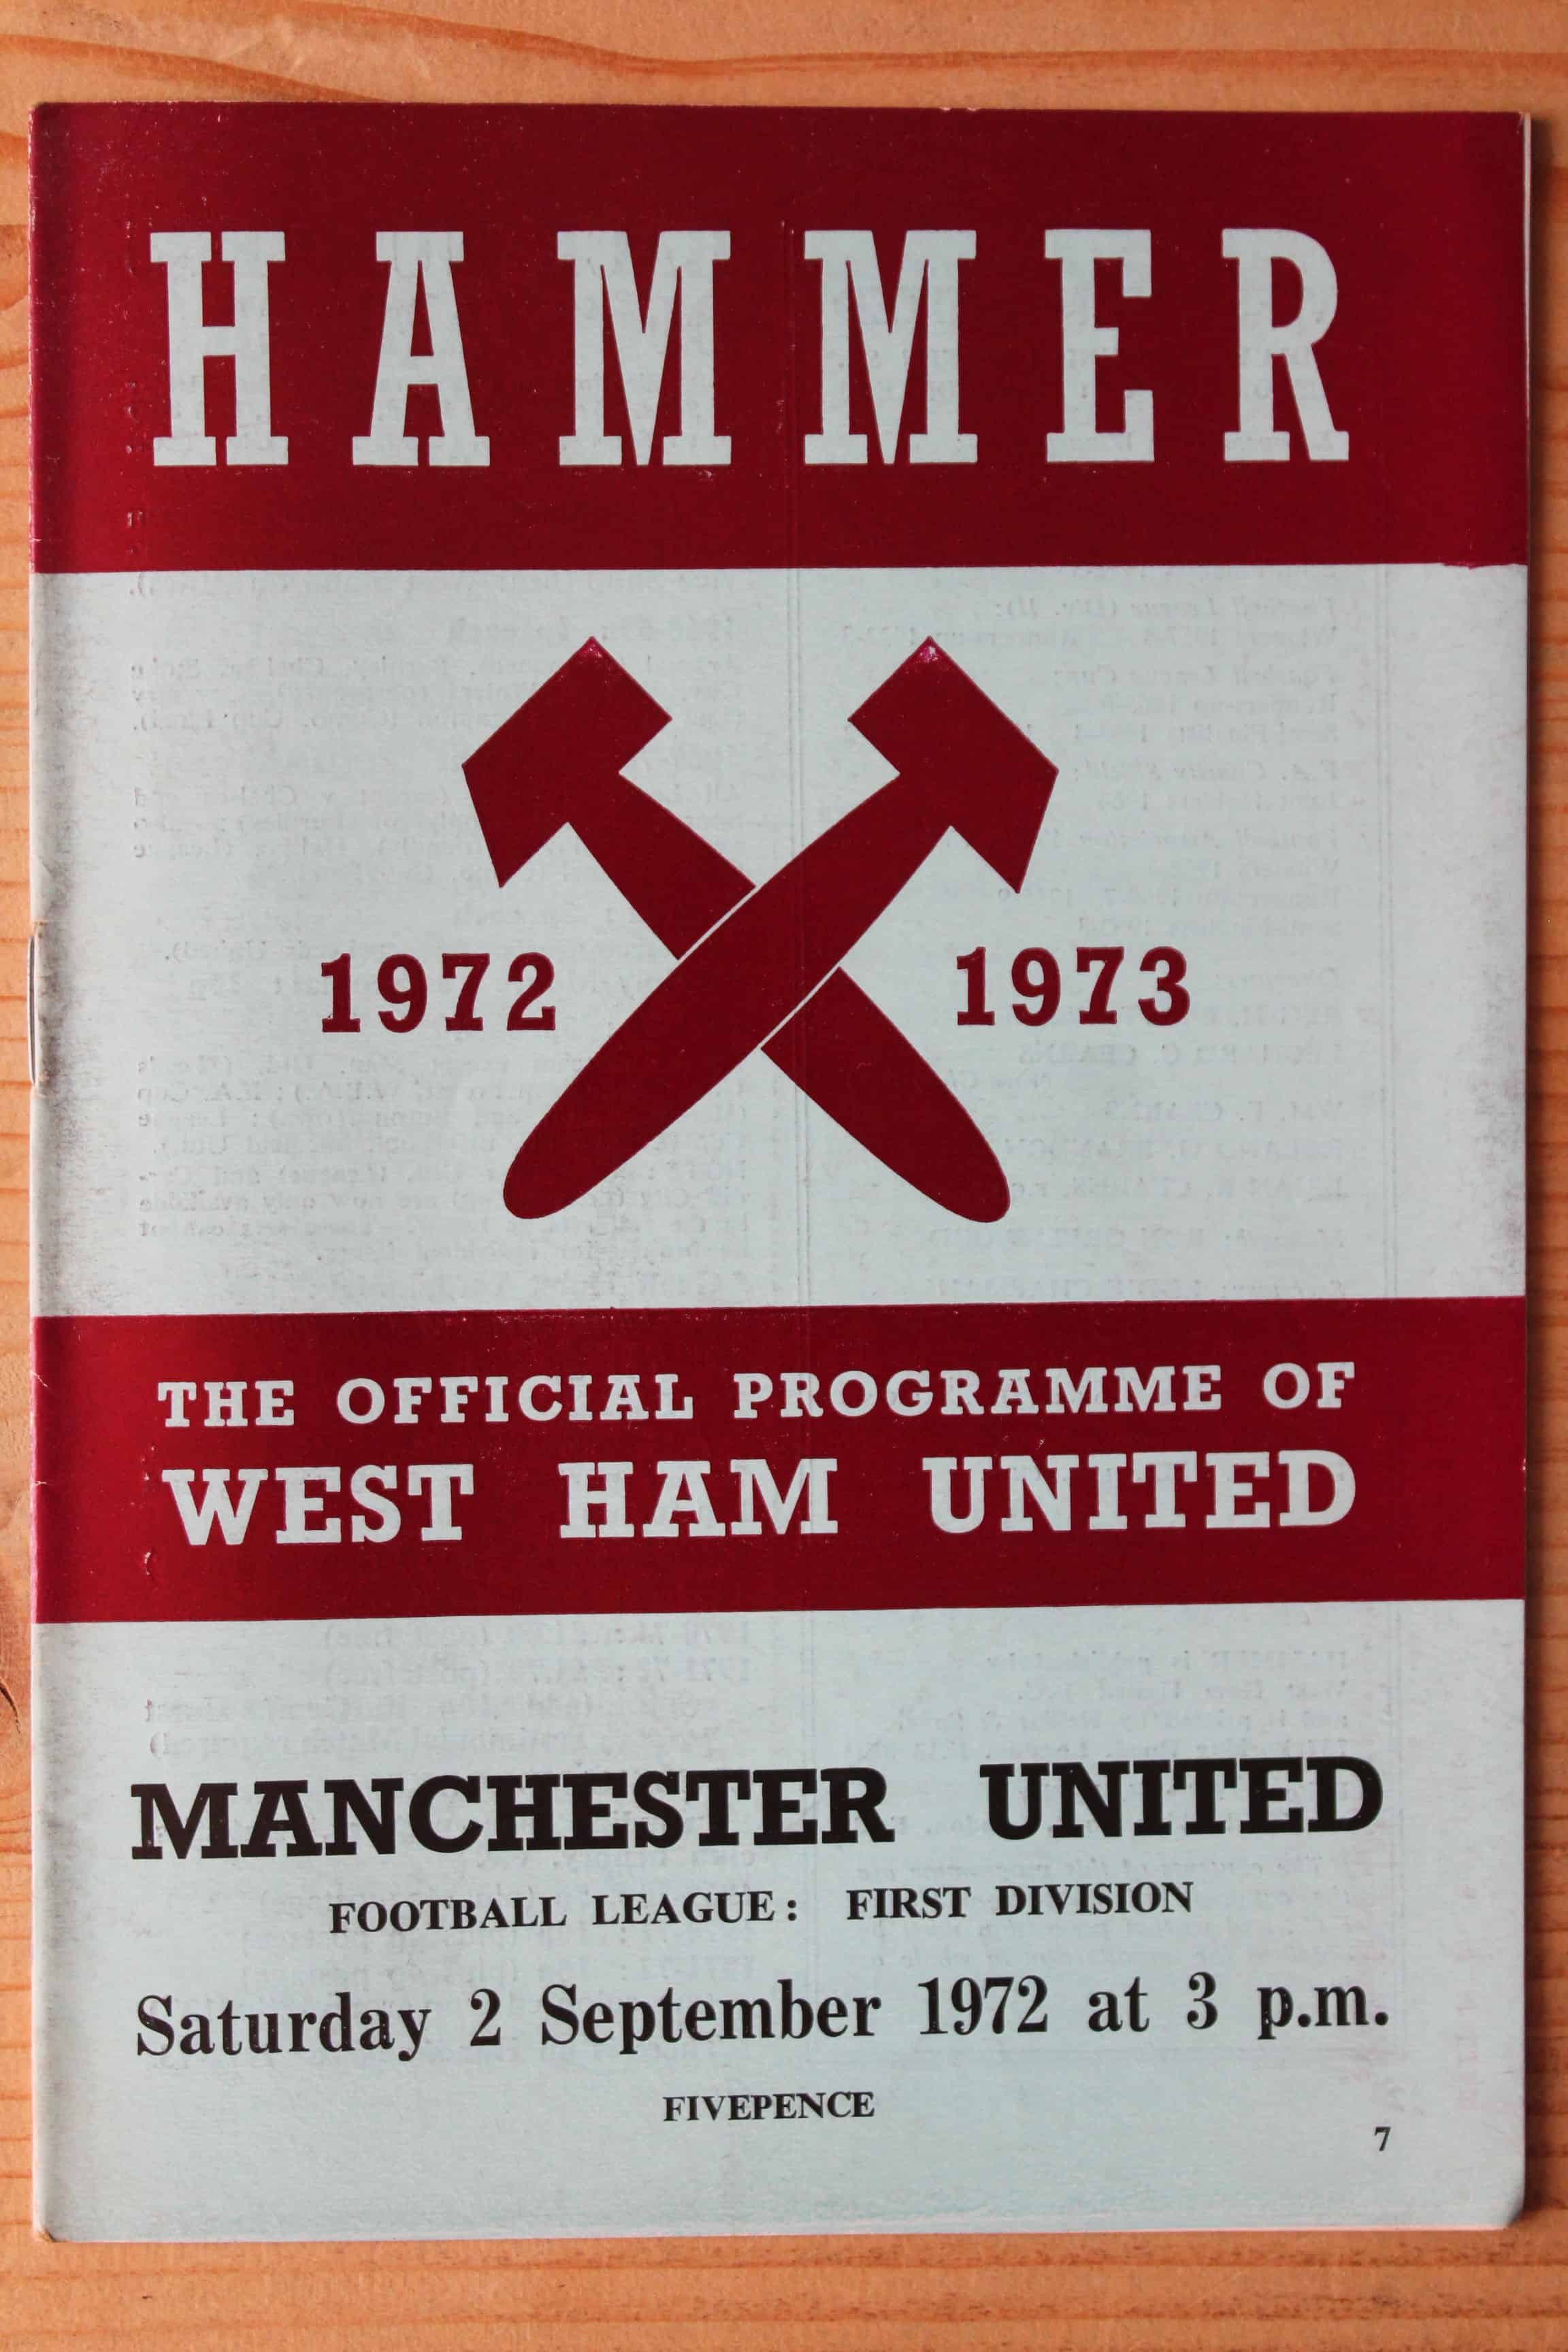 HAMMER
1972 1973
THE OFFICIAL PROGRAMME OF
WEST HAM UNITED
MANCHESTER UNITED
FOOTBALL LEAGUE: FIRST DIVISION
Saturday 2 September 1972 at 3 p.m.
FIVEPENCE
7